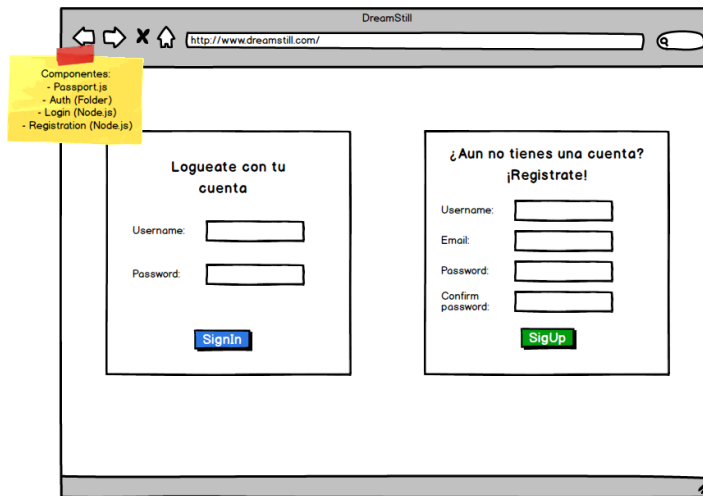 DreamStill
http://www.dreamstill.com/
Componentes:
- Passport.js
- Auth (Folder)
- Login (Node.js)
- Registration (Node.js)
Logueate con tu
cuenta
Username:
Password:
SignIn
¿Aun no tienes una cuenta?
¡Registrate!
Username:
Email:
Password:
Confirm
password:
SigUp